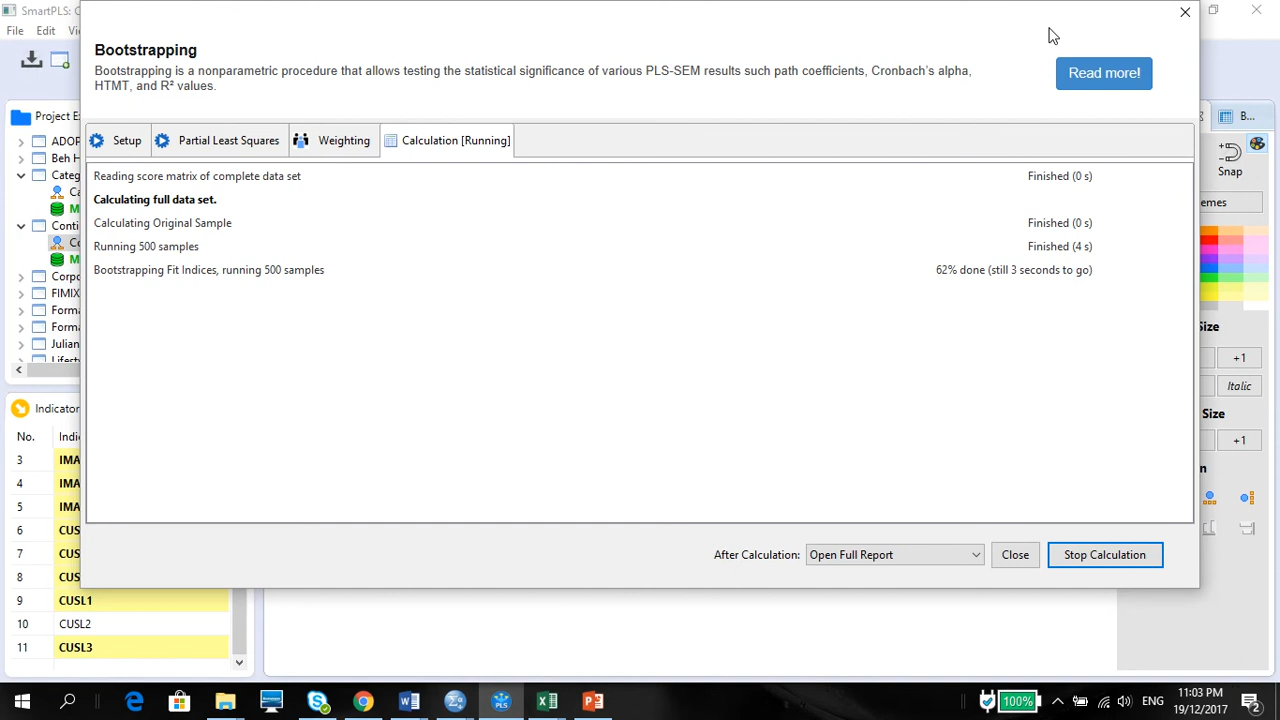 SmartPLS: C
File Edit Vi
Bootstrapping
Bootstrapping is a nonparametric procedure that allows testing the statistical significance of various PLS-SEM results such path coefficients, Cronbach's alpha,
HTMT, and R² values.
Read more!
Project E
Setup Partial Least Squares Weighting Calculation [Running]
B...
ADOP
Beh H
Categ
Ca
M
Conti
Co
M
Corpo
FIMIX
Forma
Forma
Julian
Lifest
Reading score matrix of complete data set Finished (0 s)
Calculating full data set.
Calculating Original Sample Finished (0 s)
Running 500 samples Finished (4 s)
Bootstrapping Fit Indices, running 500 samples 62% done (still 3 seconds to go)
Snap
emes
Size
+1
Italic
Size
+1
n
Indicator
No. Indi
3 IMA
4 IMA
5 IMA
6 CUS
7 CUS
8 CUS
9 CUSL1
10 CUSL2
11 CUSL3
After Calculation: Open Full Report Close Stop Calculation
PLS
100%
ENG
11:03 PM
19/12/2017
2